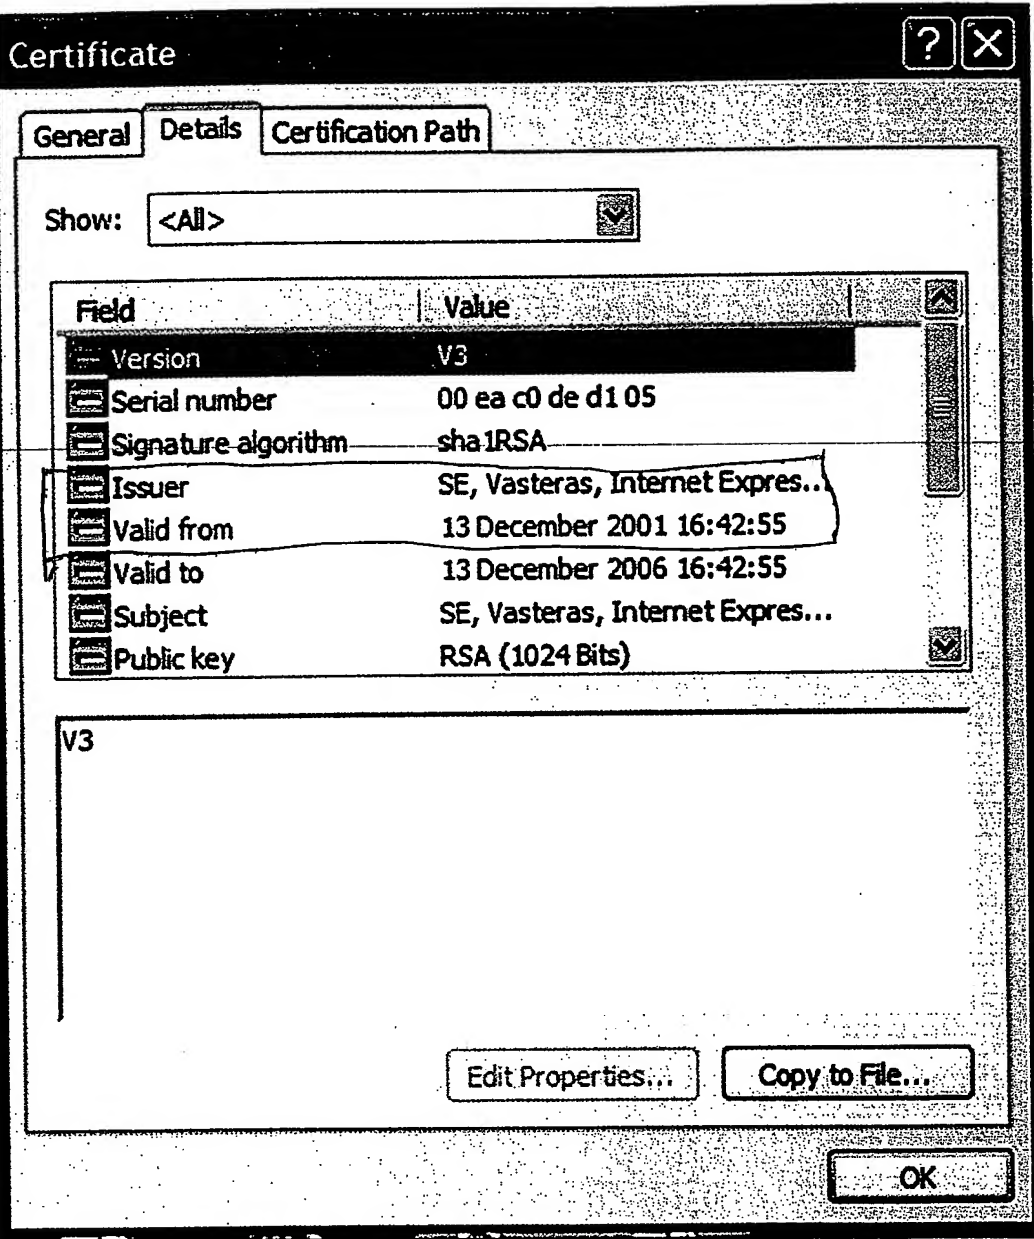 Certificate
General Details Certification Path
Show: <All>
Field Value
Version V3
Serial number 00 ea c0 de d1 05
Signature algorithm sha1RSA
Issuer SE, Vasteras, Internet Expres...
Valid from 13 December 2001 16:42:55
Valid to 13 December 2006 16:42:55
Subject SE, Vasteras, Internet Expres...
Public key RSA (1024 Bits)
V3
Edit Properties... Copy to File...
OK